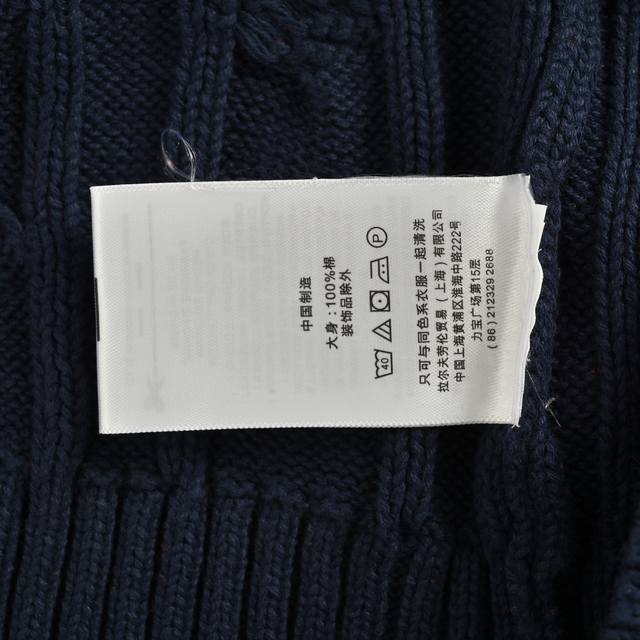 中国制造
大身：100%棉
装饰品除外
40
P
只可与同色系衣服一起清洗
拉尔夫劳伦贸易（上海）有限公司
中国上海黄浦区淮海中路222号
力宝广场第15层
(86) 21 2329 2688